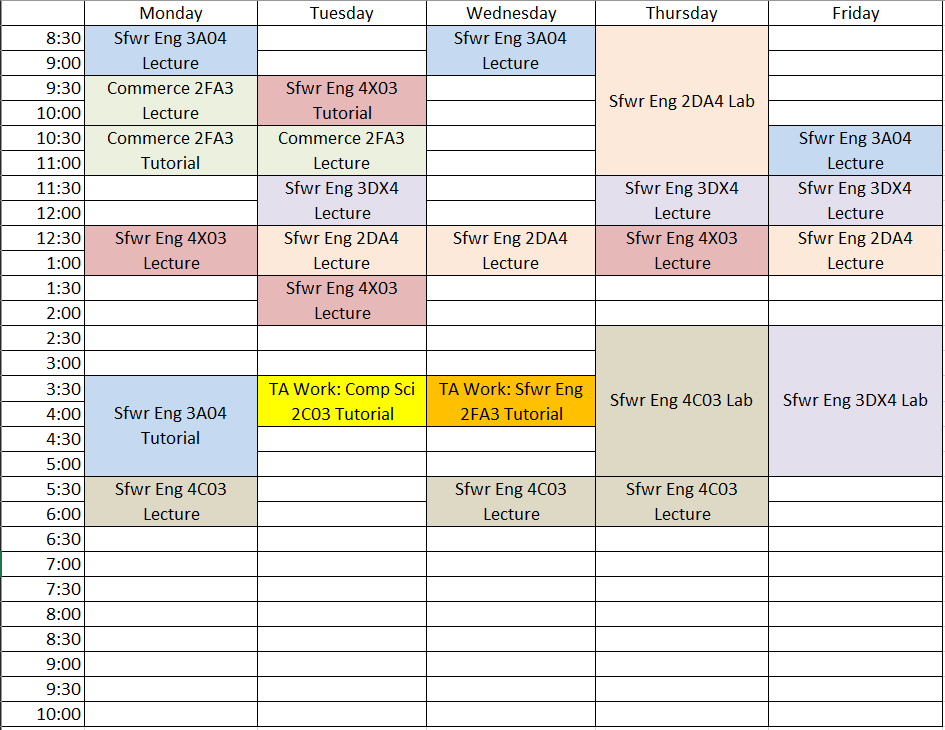 Monday Tuesday Wednesday Thursday Friday
8:30 Sfwr Eng 3A04 Sfwr Eng 3A04
9:00 Lecture Lecture
9:30 Commerce 2FA3 Sfwr Eng 4X03
Sfwr Eng 2DA4 Lab
10:00 Lecture Tutorial
10:30 Commerce 2FA3 Commerce 2FA3 Sfwr Eng 3A04
11:00 Tutorial Lecture Lecture
11:30 Sfwr Eng 3DX4 Sfwr Eng 3DX4 Sfwr Eng 3DX4
12:00 Lecture Lecture Lecture
12:30 Sfwr Eng 4X03 Sfwr Eng 2DA4 Sfwr Eng 2DA4 Sfwr Eng 4X03 Sfwr Eng 2DA4
1:00 Lecture Lecture Lecture Lecture Lecture
1:30 Sfwr Eng 4X03
2:00 Lecture
2:30
3:00
3:30 TA Work: Comp Sci TA Work: Sfwr Eng
Sfwr Eng 4C03 Lab Sfwr Eng 3DX4 Lab
4:00 Sfwr Eng 3A04 2C03 Tutorial 2FA3 Tutorial
4:30 Tutorial
5:00
5:30 Sfwr Eng 4C03 Sfwr Eng 4C03 Sfwr Eng 4C03
6:00 Lecture Lecture Lecture
6:30
7:00
7:30
8:00
8:30
9:00
9:30
10:00